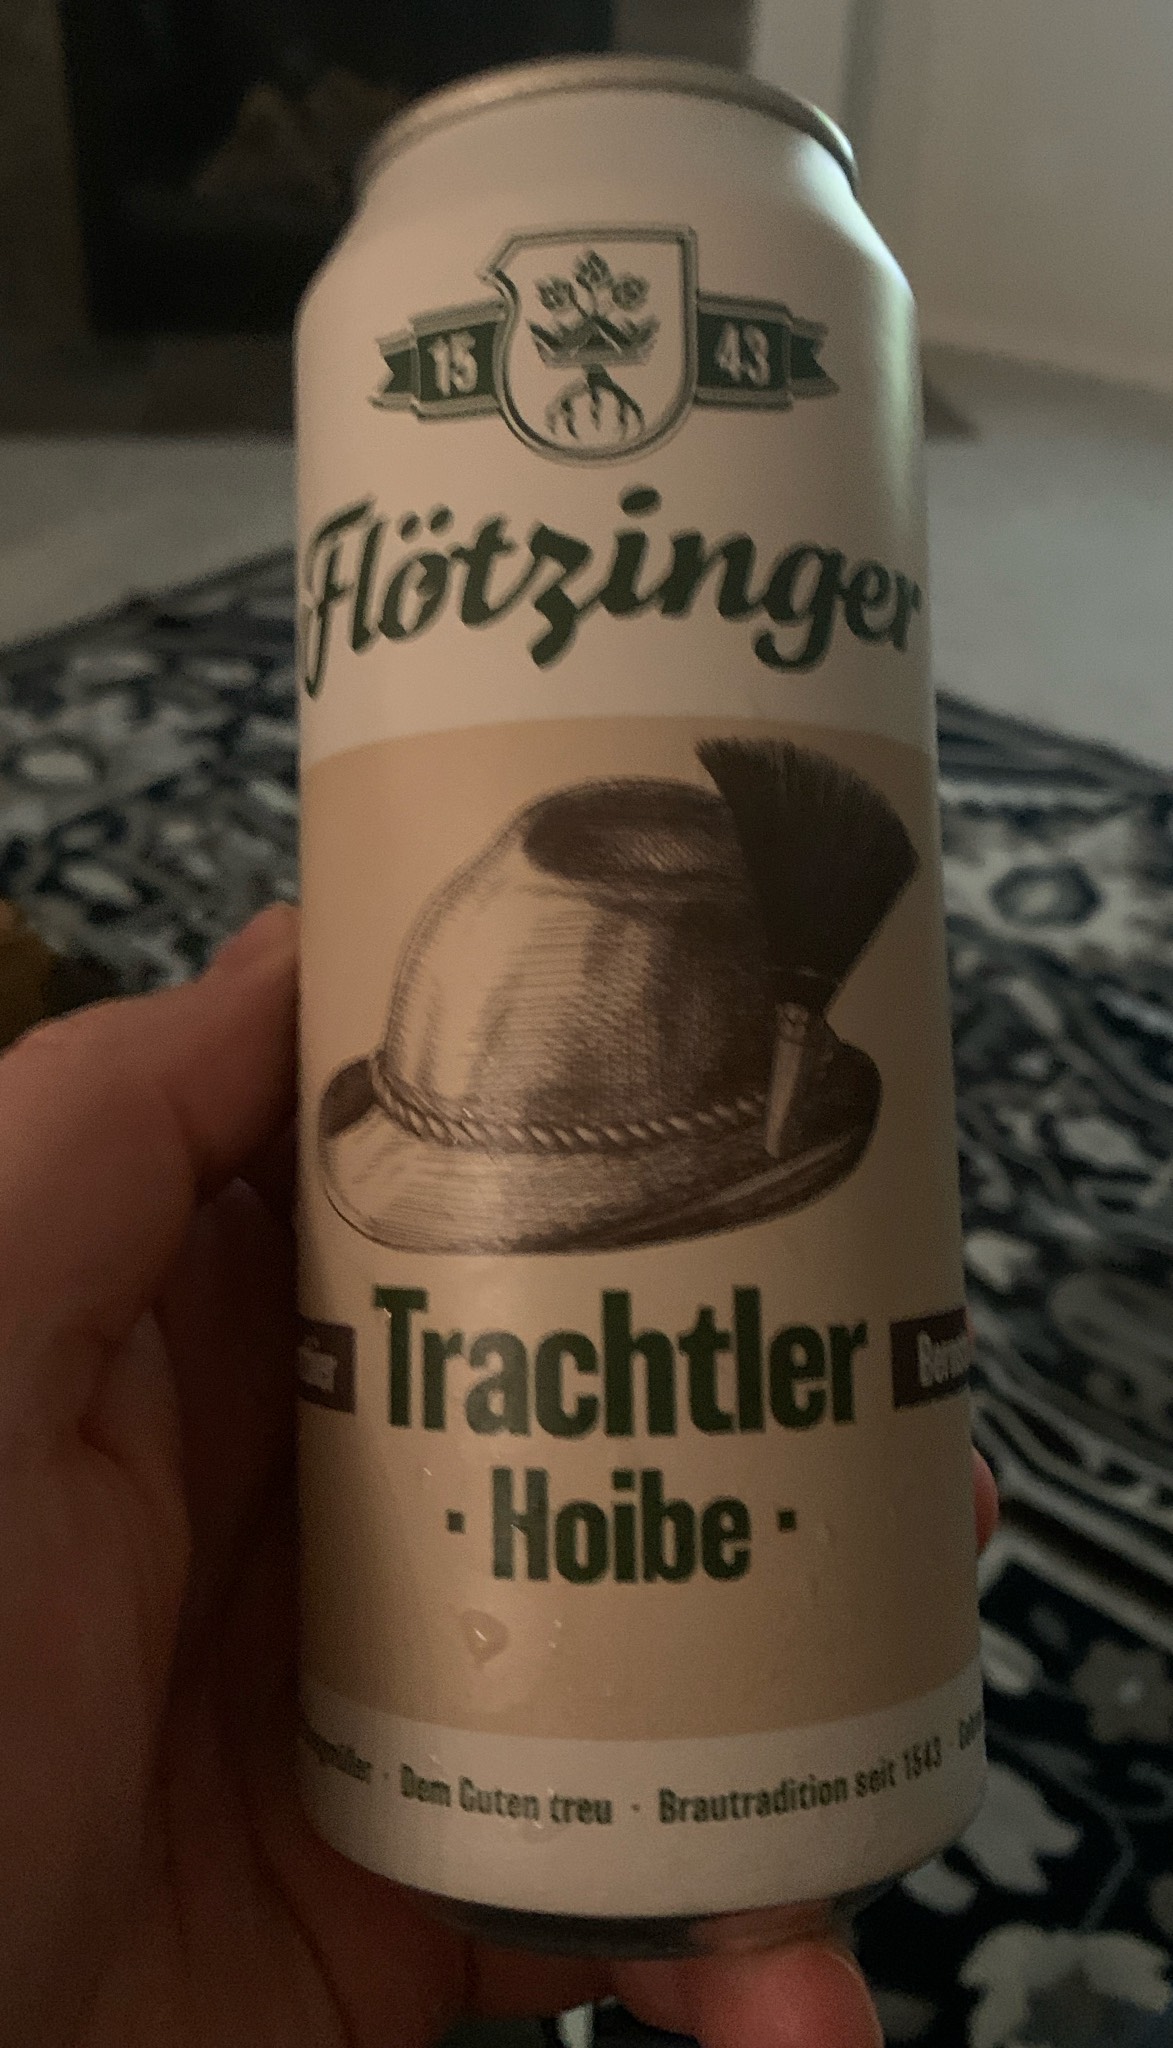 15 43
Flötzinger
Trachtler
· Hoibe ·
· Dem Guten treu · Brautradition seit 1543 ·